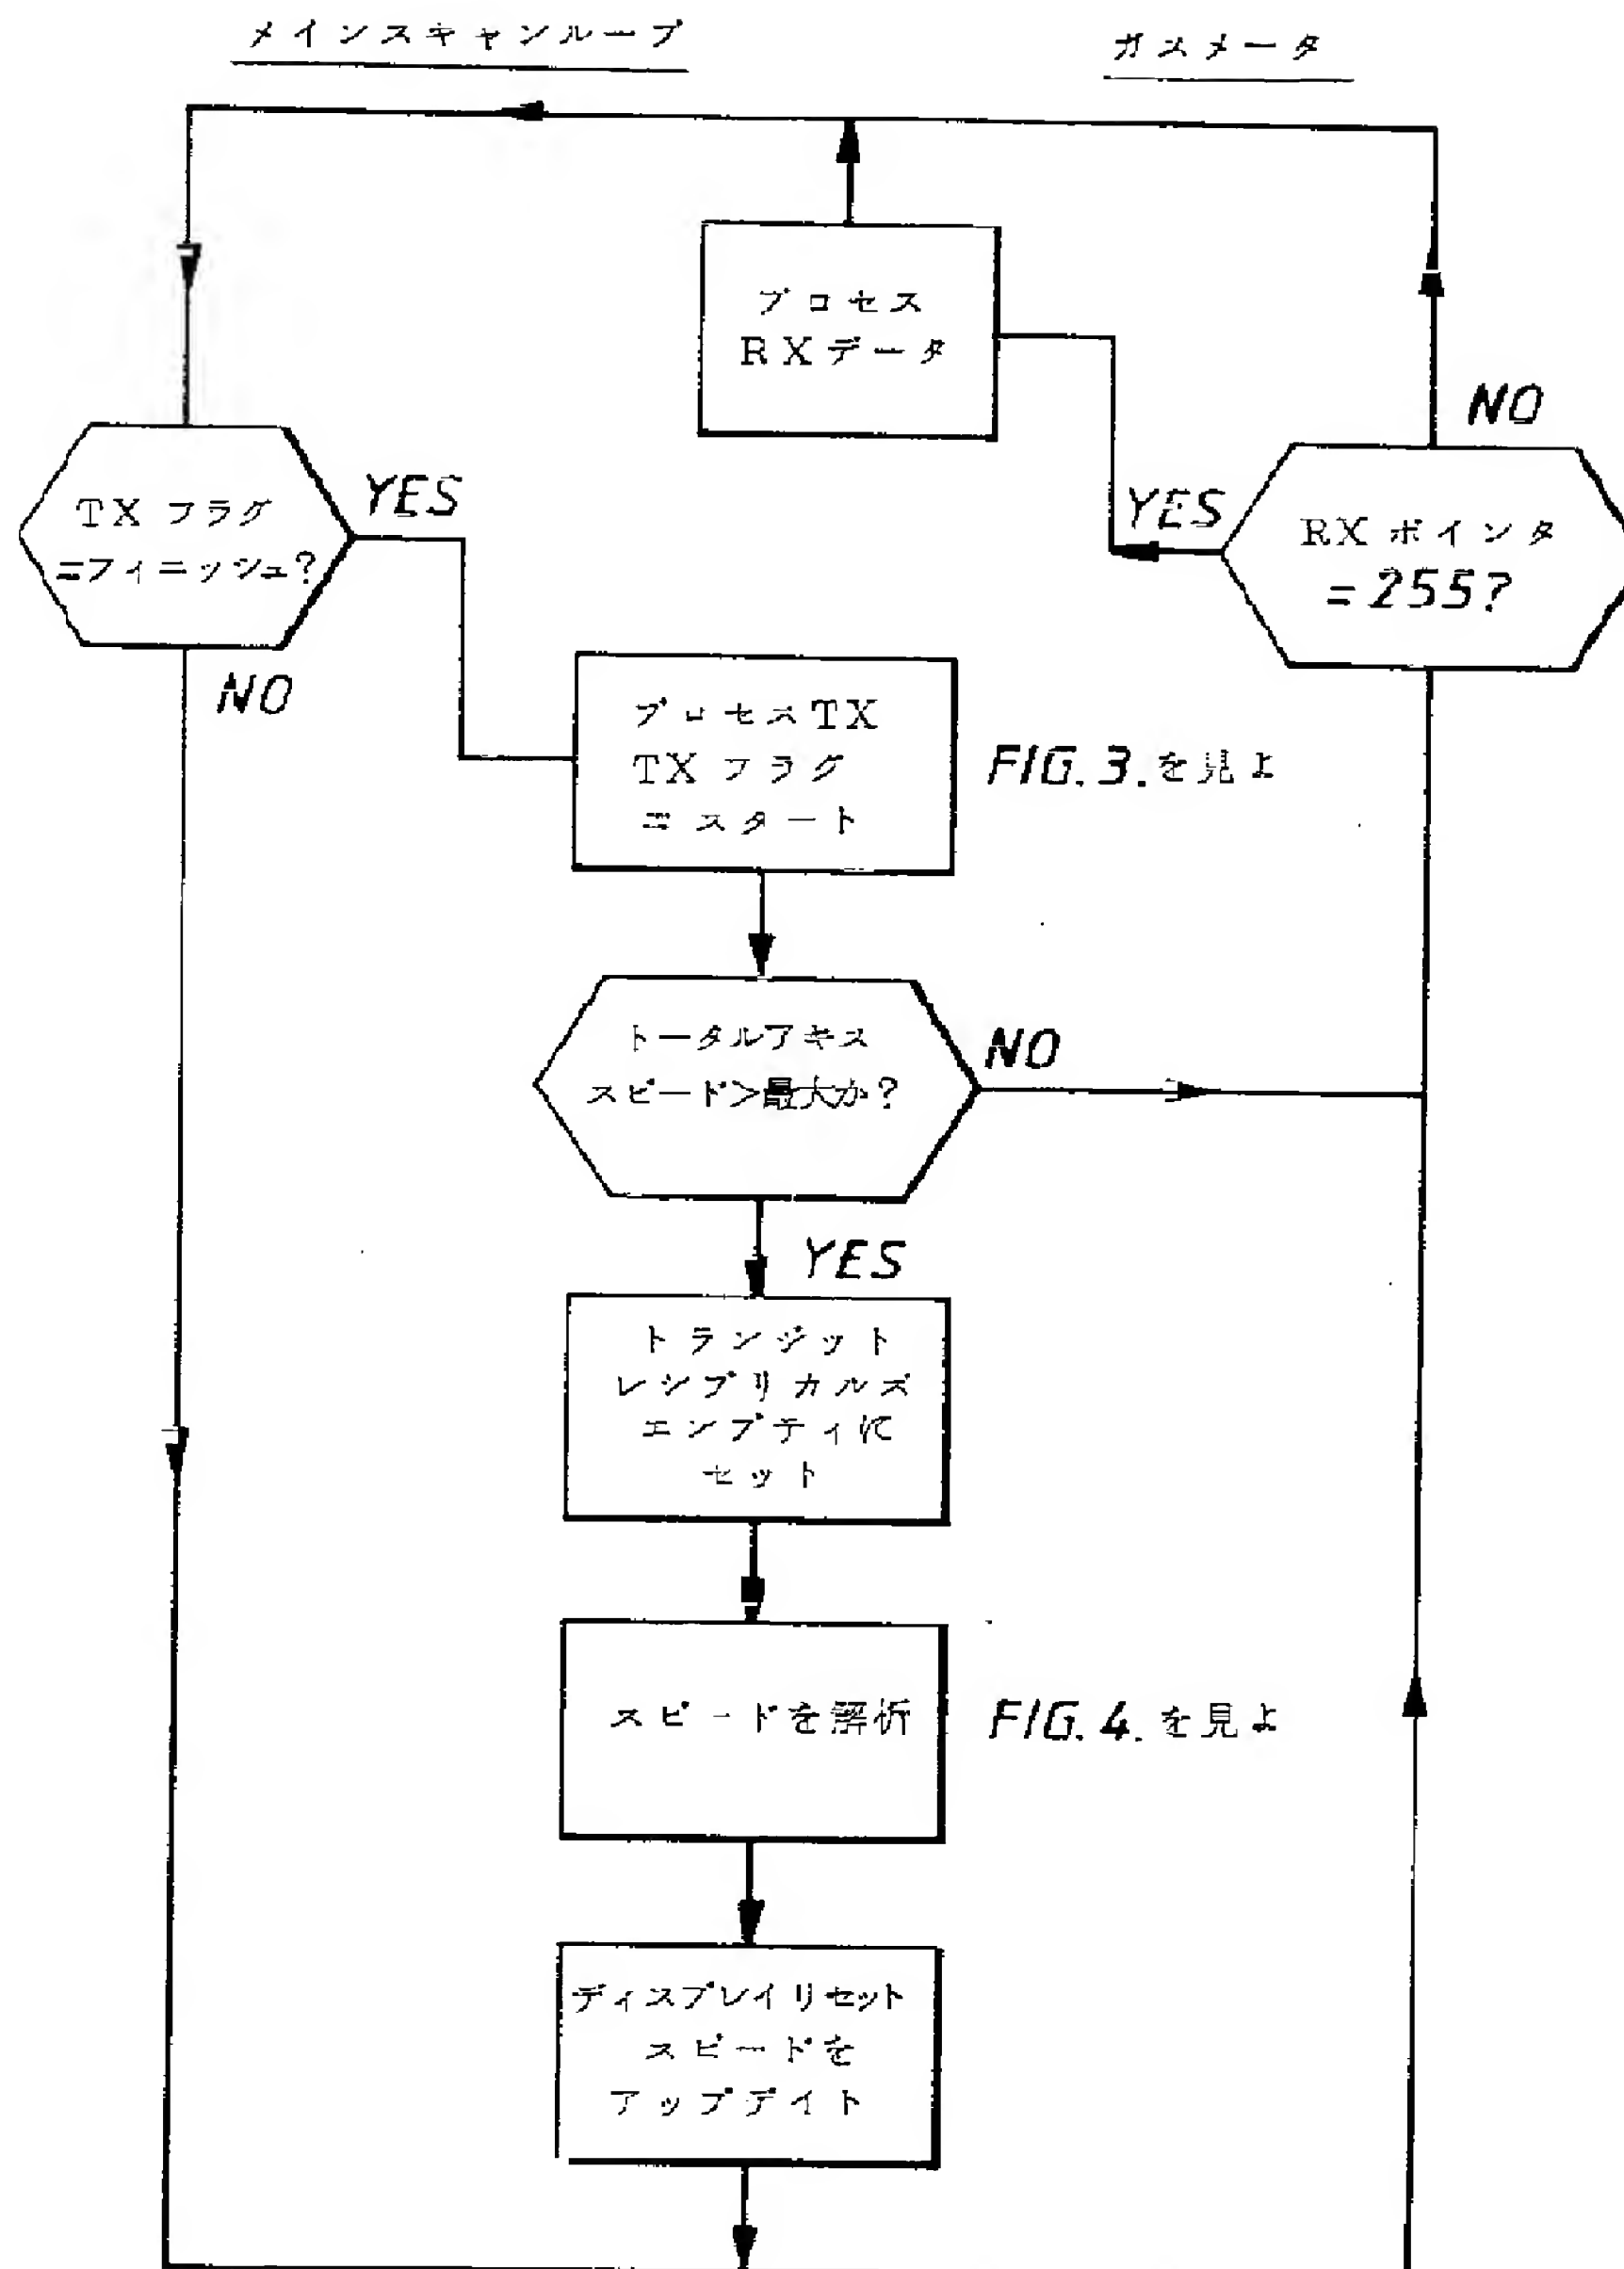 メインスキャンループ
ガスメータ
プロセス
RXデータ
NO
YES
RX ポインタ
=255?
TX フラグ
=フィニッシュ?
YES
NO
プロセスTX
TX フラグ
=スタート
FIG.3.を見よ
トータルアキス
スピード>最大か?
NO
YES
トランジット
レシプリカルズ
エンプティに
セット
スピードを解析
FIG.4.を見よ
ディスプレイリセット
スピードを
アップデイト